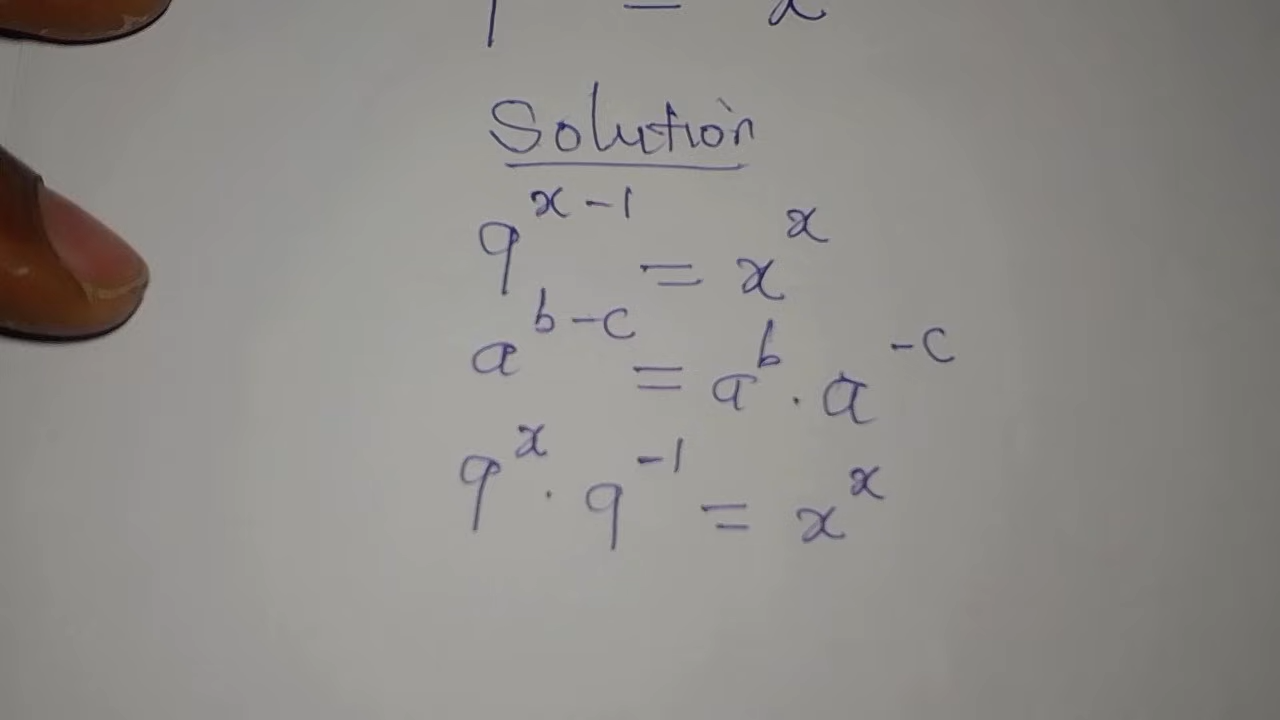 Solution
9^{x-1} = x^x
a^{b-c} = a^b · a^{-c}
9^x · 9^{-1} = x^x